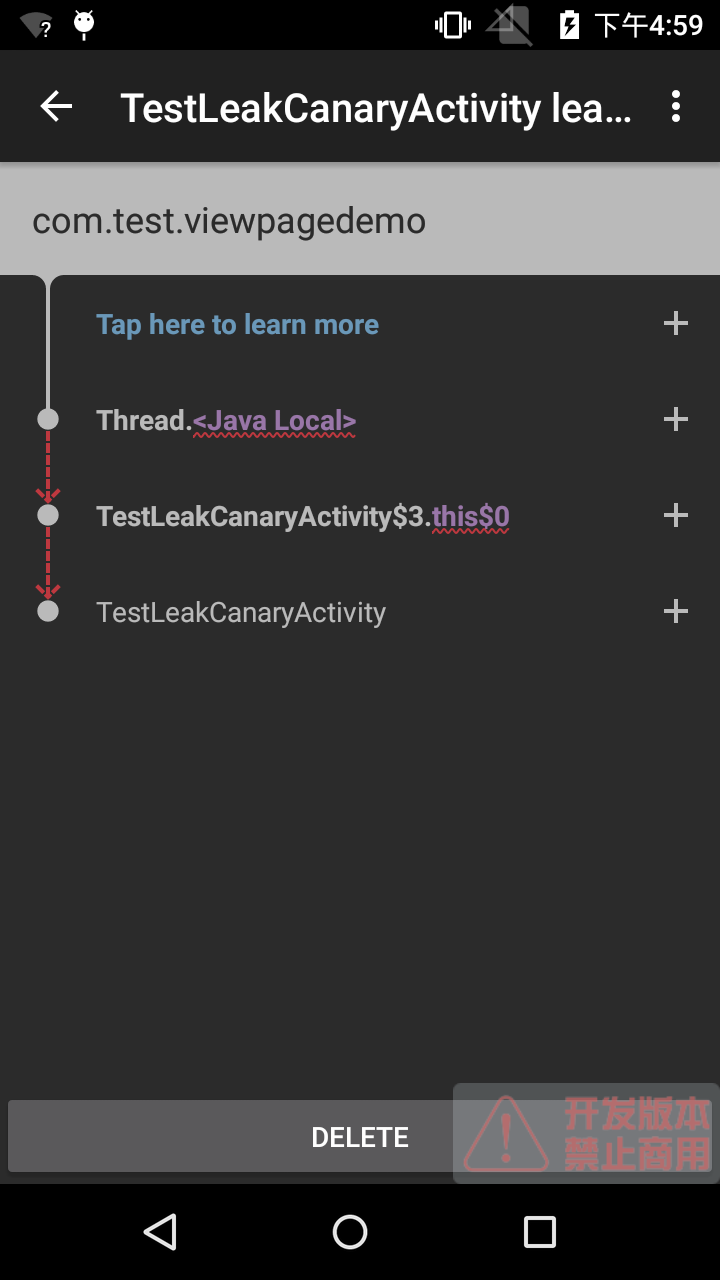 下午4:59
TestLeakCanaryActivity lea...
com.test.viewpagedemo
Tap here to learn more
Thread.<Java Local>
TestLeakCanaryActivity$3.this$0
TestLeakCanaryActivity
DELETE
开发版本
禁止商用